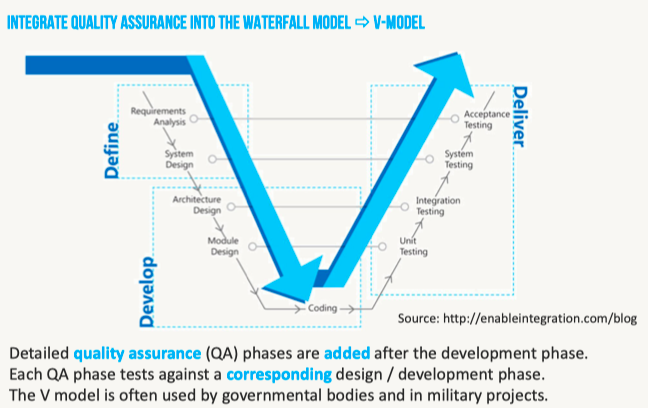 INTEGRATE QUALITY ASSURANCE INTO THE WATERFALL MODEL ⇨ V-MODEL
Define
Requirements
Analysis
System
Design
Architecture
Design
Module
Design
Develop
Coding
Unit
Testing
Integration
Testing
System
Testing
Acceptance
Testing
Deliver
Source: http://enableintegration.com/blog
Detailed quality assurance (QA) phases are added after the development phase.
Each QA phase tests against a corresponding design / development phase.
The V model is often used by governmental bodies and in military projects.